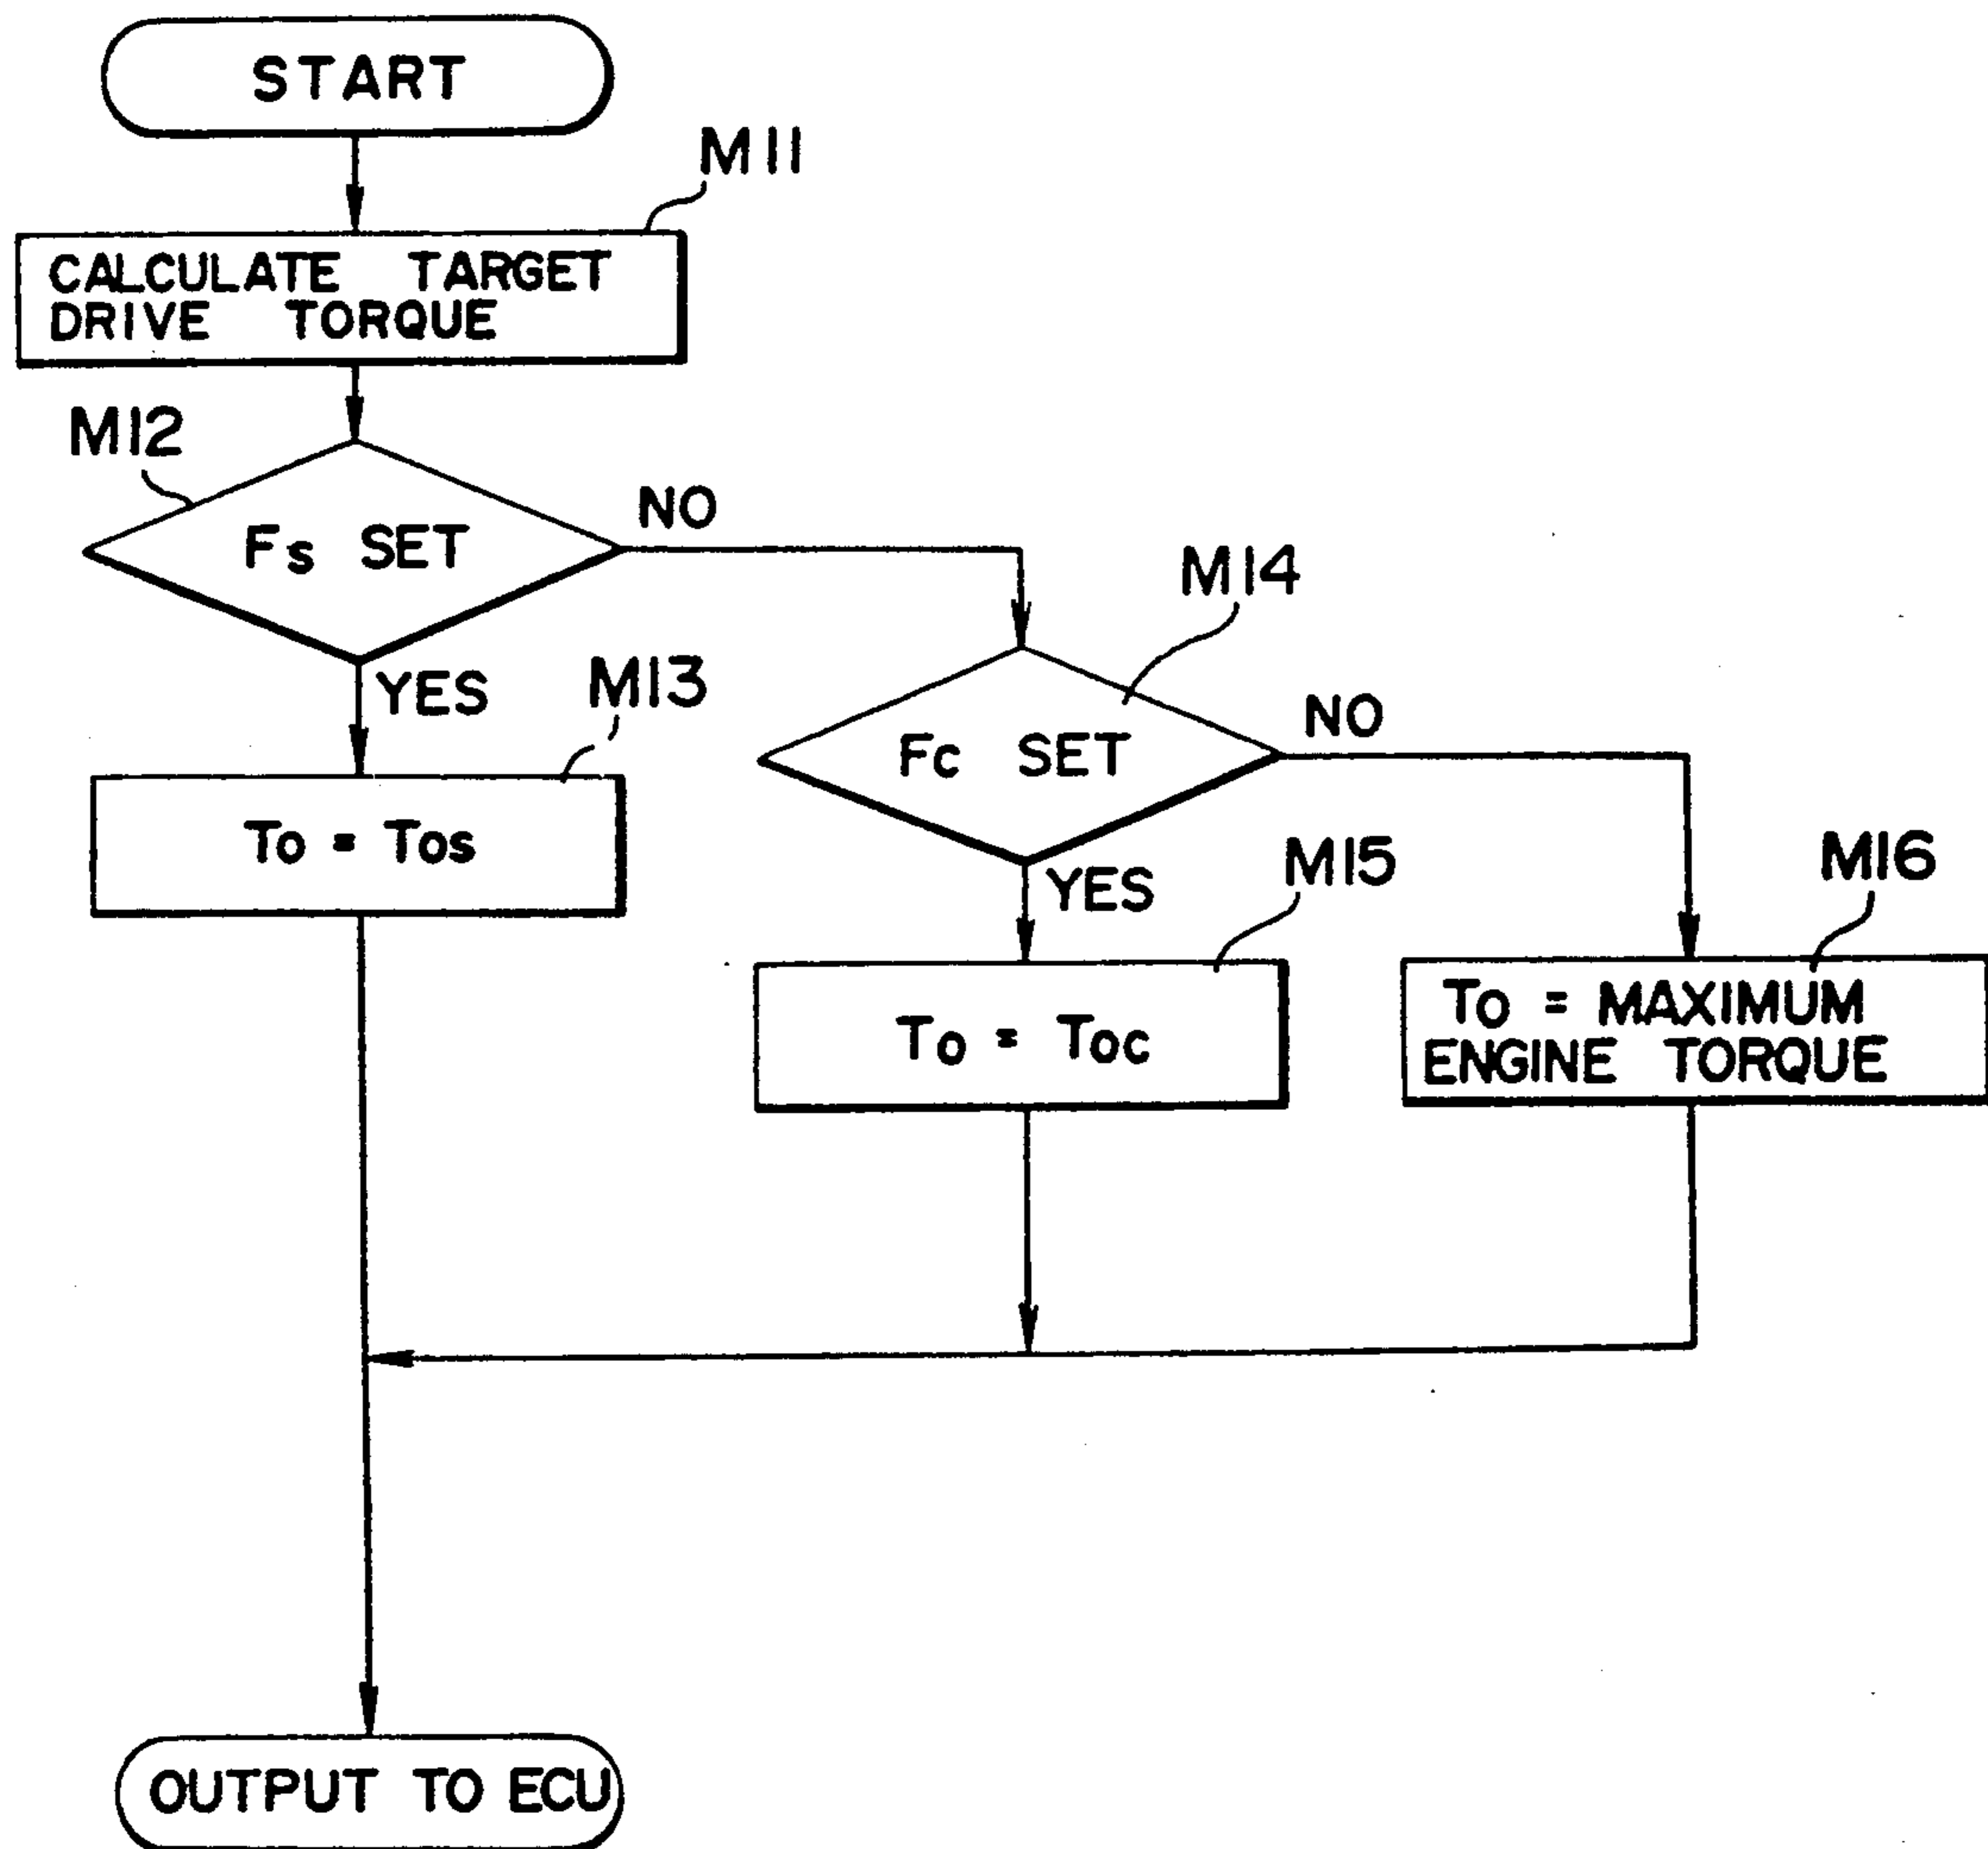 START
M11
CALCULATE TARGET
DRIVE TORQUE
M12
Fs SET
NO
M14
YES
M13
Fc SET
NO
To = Tos
YES
M15
M16
To = Toc
To = MAXIMUM
ENGINE TORQUE
OUTPUT TO ECU